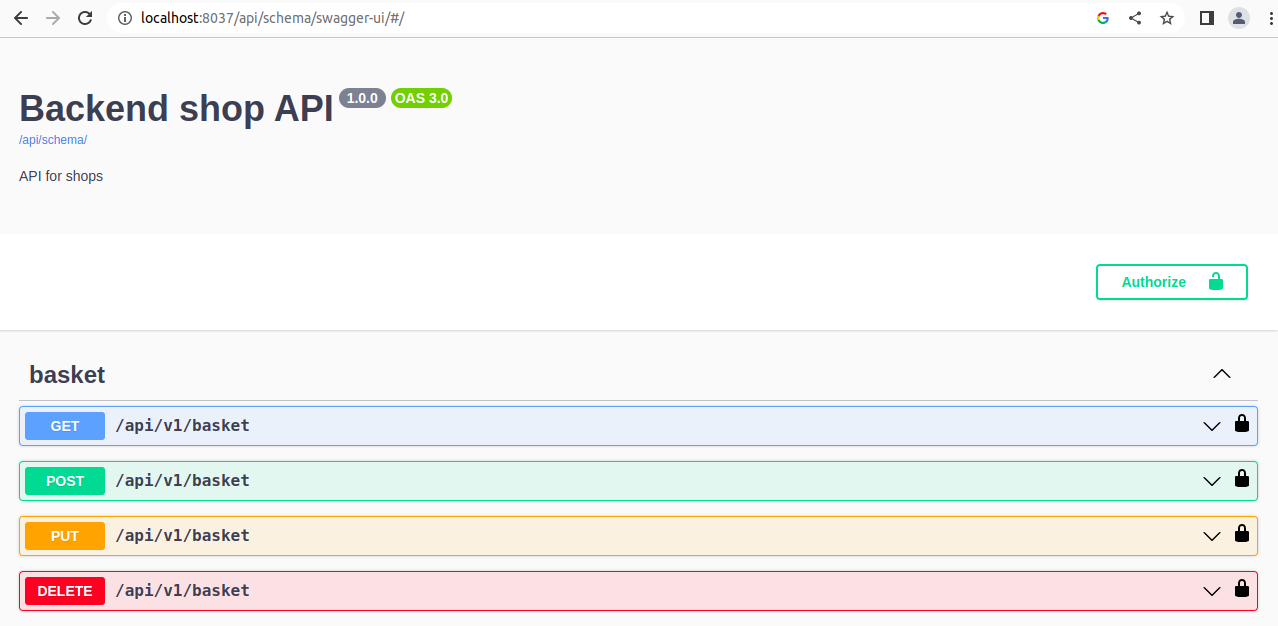 localhost:8037/api/schema/swagger-ui/#/
Backend shop API 1.0.0 OAS 3.0
/api/schema/
API for shops
Authorize
basket
GET /api/v1/basket
POST /api/v1/basket
PUT /api/v1/basket
DELETE /api/v1/basket